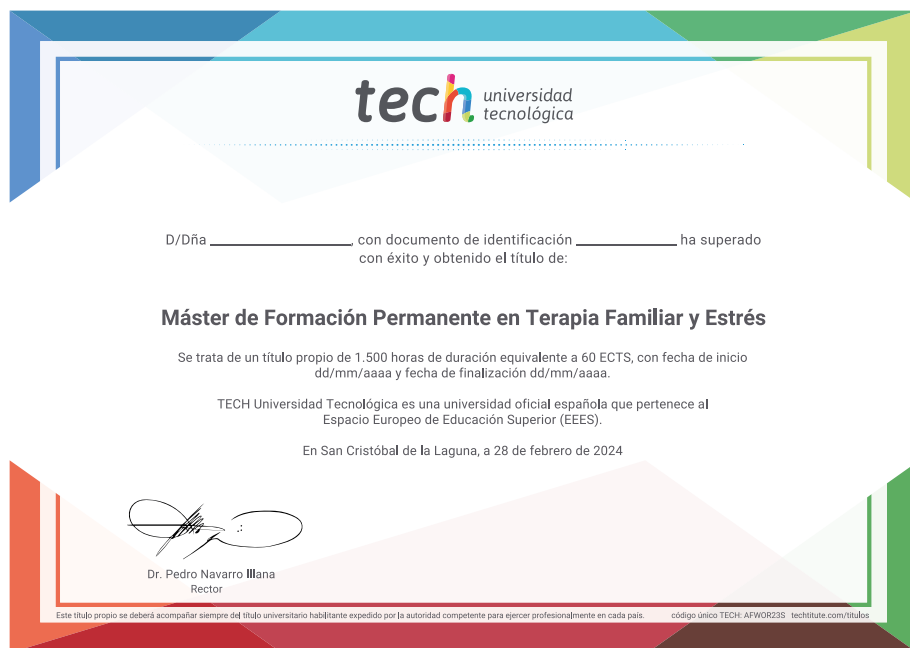 tech universidad
tecnológica
D/Dña ________________, con documento de identificación ____________ ha superado
con éxito y obtenido el título de:
Máster de Formación Permanente en Terapia Familiar y Estrés
Se trata de un título propio de 1.500 horas de duración equivalente a 60 ECTS, con fecha de inicio
dd/mm/aaaa y fecha de finalización dd/mm/aaaa.
TECH Universidad Tecnológica es una universidad oficial española que pertenece al
Espacio Europeo de Educación Superior (EEES).
En San Cristóbal de la Laguna, a 28 de febrero de 2024
Dr. Pedro Navarro Illana
Rector
Este título propio se deberá acompañar siempre del título universitario habilitante expedido por la autoridad competente para ejercer profesionalmente en cada país. código único TECH: AFWOR23S techtitute.com/titulos